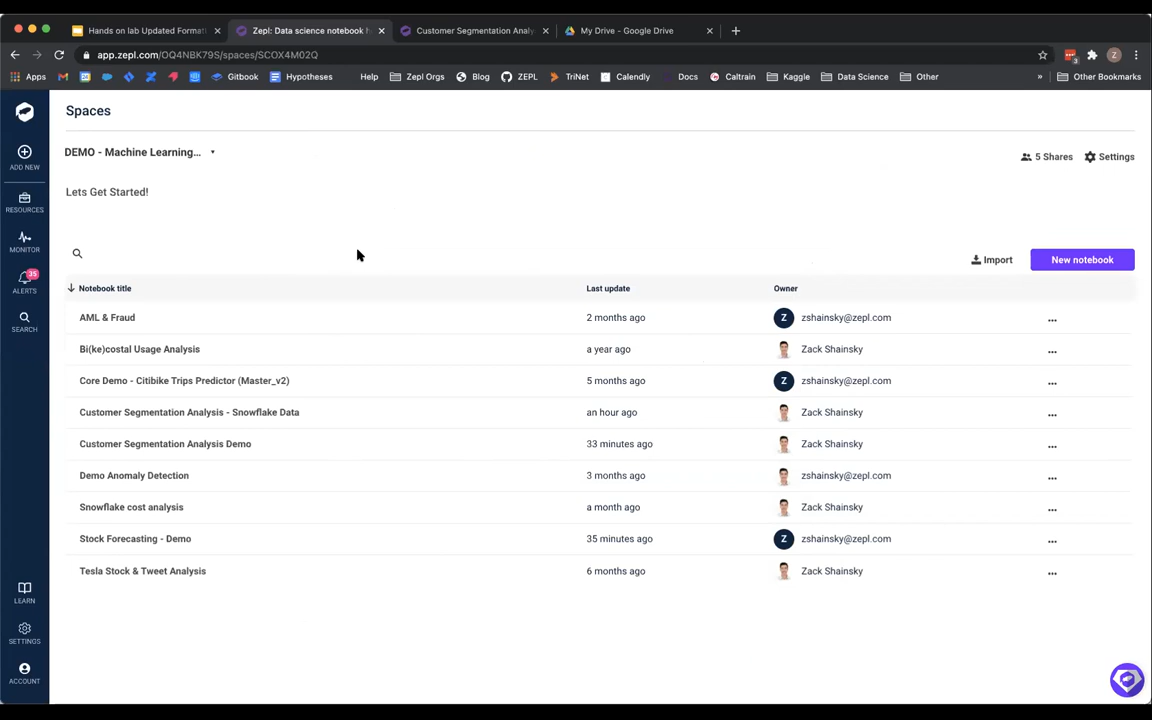 Hands on lab Updated Formati
Zepl: Data science notebook h
Customer Segmentation Analy
My Drive - Google Drive
app.zepl.com/OQ4NBK79S/spaces/SCOX4M02Q
Apps Gitbook Hypotheses Help Zepl Orgs Blog ZEPL TriNet Calendly Docs Caltrain Kaggle Data Science Other » Other Bookmarks
Spaces
DEMO - Machine Learning...
5 Shares Settings
Lets Get Started!
Import New notebook
Notebook title Last update Owner
AML & Fraud 2 months ago Z zshainsky@zepl.com ...
Bi(ke)costal Usage Analysis a year ago Zack Shainsky ...
Core Demo - Citibike Trips Predictor (Master_v2) 5 months ago Z zshainsky@zepl.com ...
Customer Segmentation Analysis - Snowflake Data an hour ago Zack Shainsky ...
Customer Segmentation Analysis Demo 33 minutes ago Zack Shainsky ...
Demo Anomaly Detection 3 months ago zshainsky@zepl.com ...
Snowflake cost analysis a month ago Zack Shainsky ...
Stock Forecasting - Demo 35 minutes ago Z zshainsky@zepl.com ...
Tesla Stock & Tweet Analysis 6 months ago Zack Shainsky ...
ADD NEW
RESOURCES
MONITOR
35
ALERTS
SEARCH
LEARN
SETTINGS
ACCOUNT